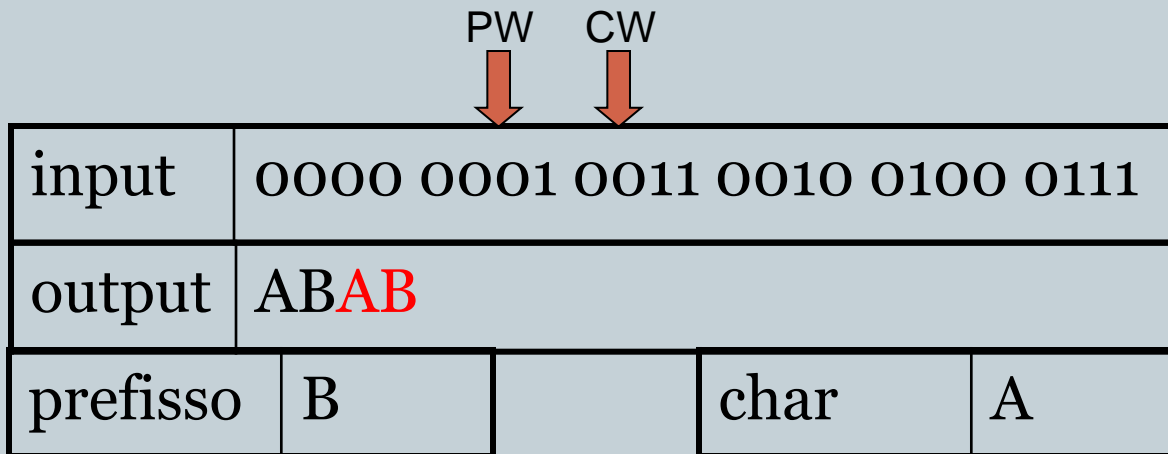 PW CW
input 0000 0001 0011 0010 0100 0111
output ABAB
prefisso B char A